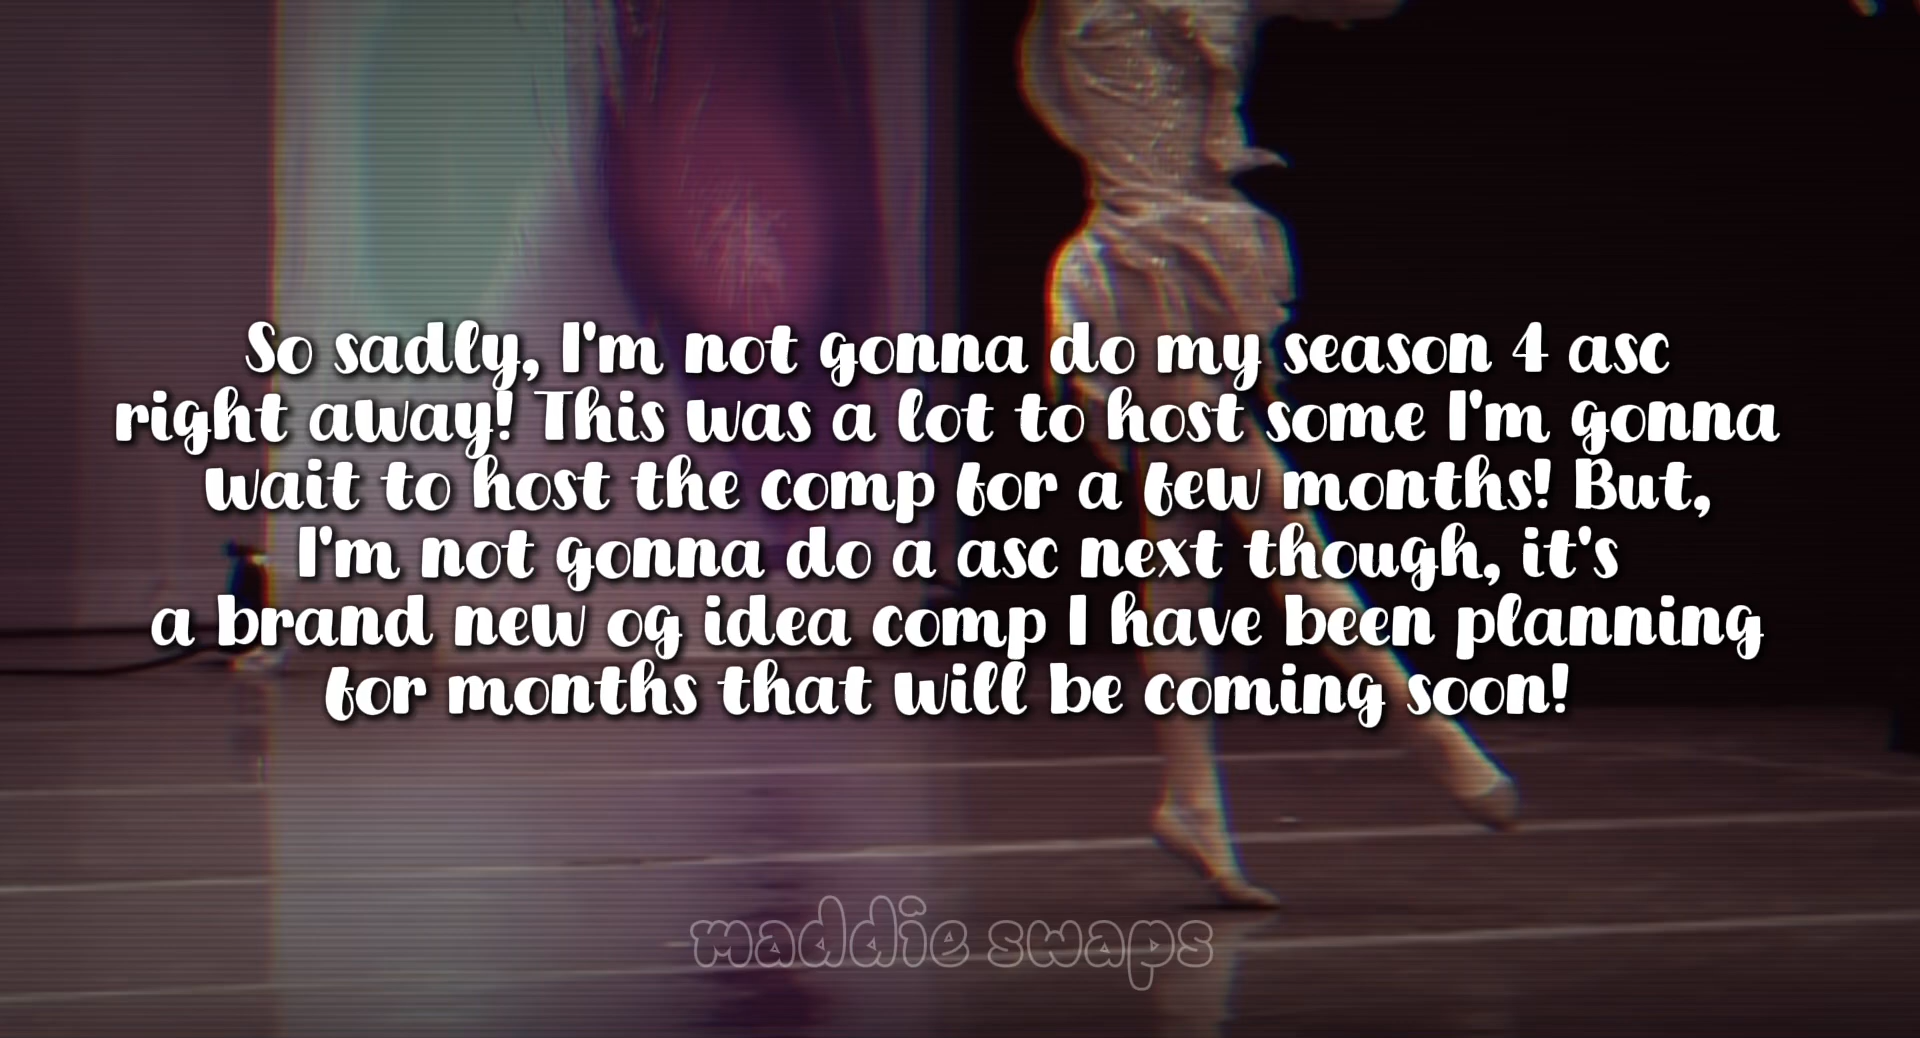 So sadly, I'm not gonna do my season 4 asc
right away! This was a lot to host some I'm gonna
wait to host the comp for a few months! But,
I'm not gonna do a asc next though, it's
a brand new og idea comp I have been planning
for months that will be coming soon!
maddie swaps